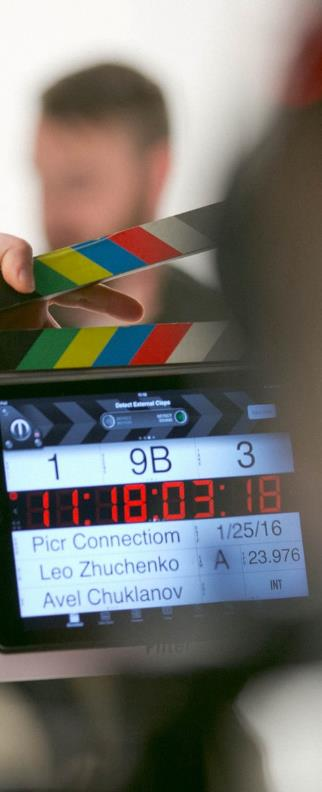 Detect External Claps
1 9B 3
11:18:03:18
Picr Connectiom 1/25/16
Leo Zhuchenko A 23.976
Avel Chuklanov INT